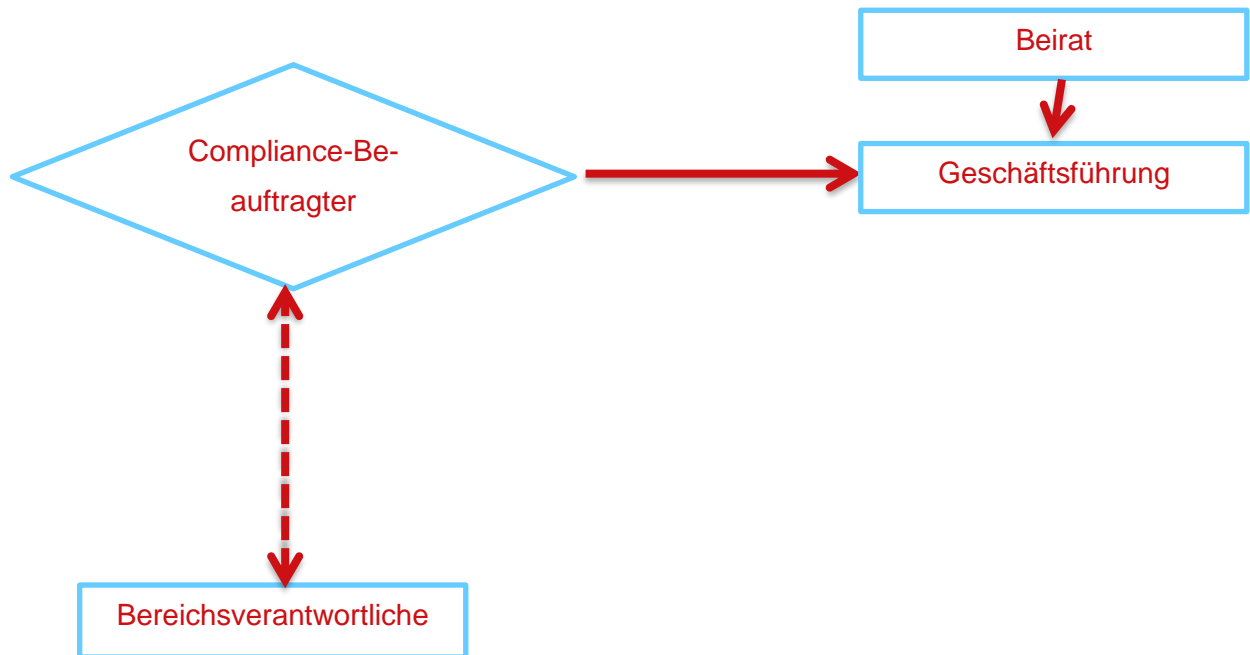 Beirat
Compliance-Be-
auftragter
Geschäftsführung
Bereichsverantwortliche